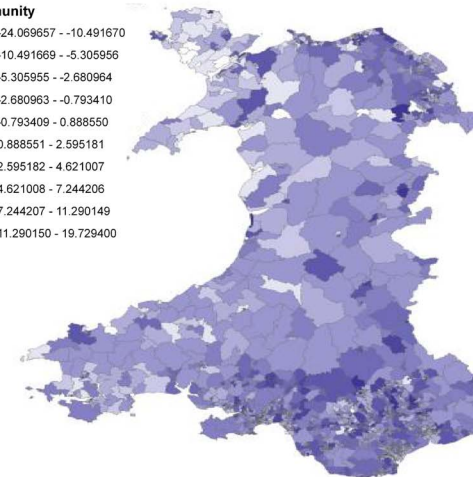 unity
-24.069657 - -10.491670
-10.491669 - -5.305956
-5.305955 - -2.680964
-2.680963 - -0.793410
-0.793409 - 0.888550
0.888551 - 2.595181
2.595182 - 4.621007
4.621008 - 7.244206
7.244207 - 11.290149
11.290150 - 19.729400